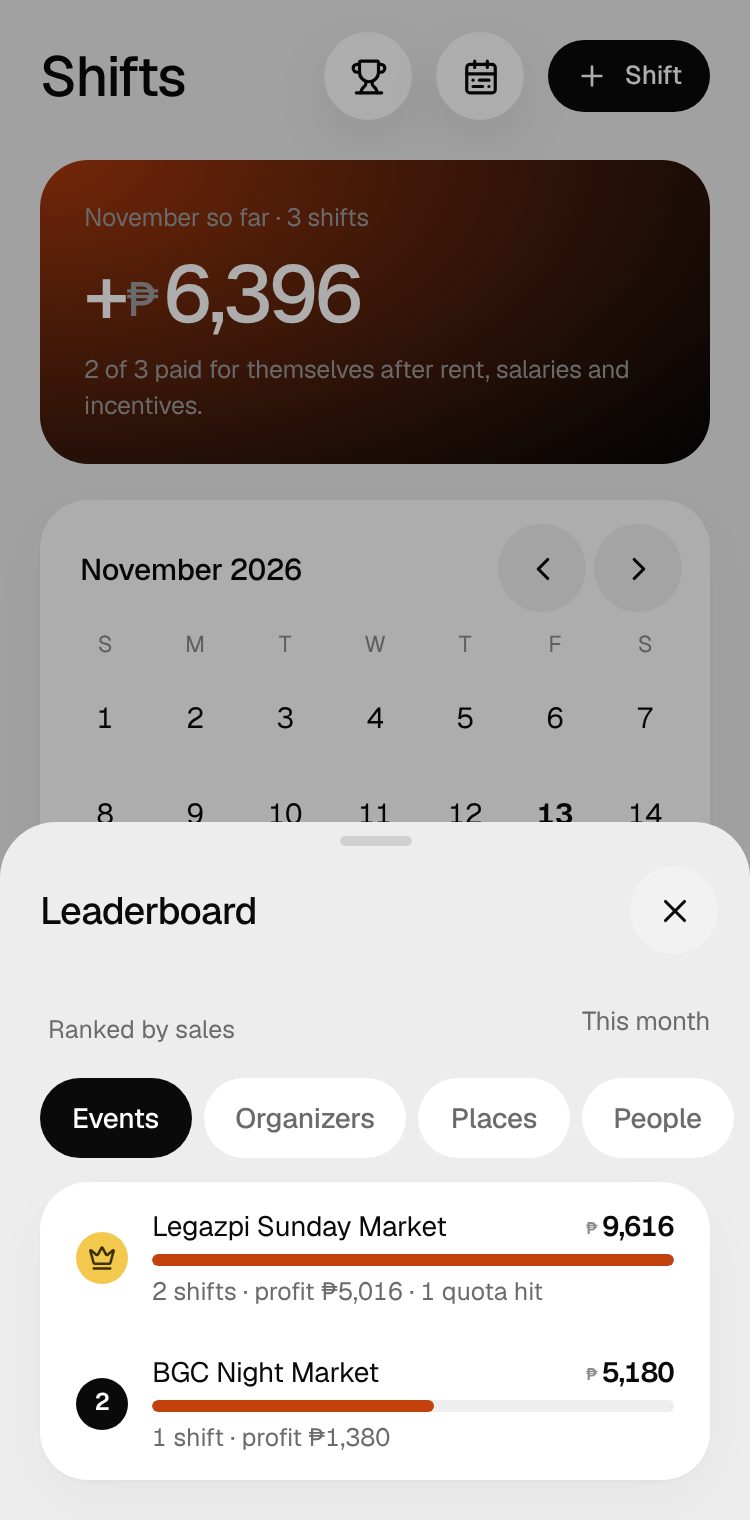 Shifts
Shift
November so far · 3 shifts
+₱6,396
2 of 3 paid for themselves after rent, salaries and
incentives.
November 2026
S M T W T F S
1 2 3 4 5 6 7
8 9 10 11 12 13 14
Leaderboard
Ranked by sales
This month
Events Organizers Places People
Legazpi Sunday Market ₱9,616
2 shifts · profit ₱5,016 · 1 quota hit
2
BGC Night Market ₱5,180
1 shift · profit ₱1,380